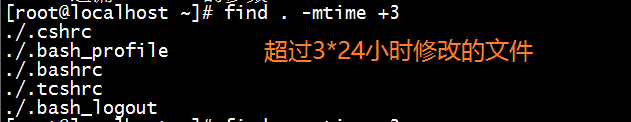 [root@localhost ~]# find . -mtime +3
./.cshrc
./.bash_profile
超过3*24小时修改的文件
./.bashrc
./.tcshrc
./.bash_logout